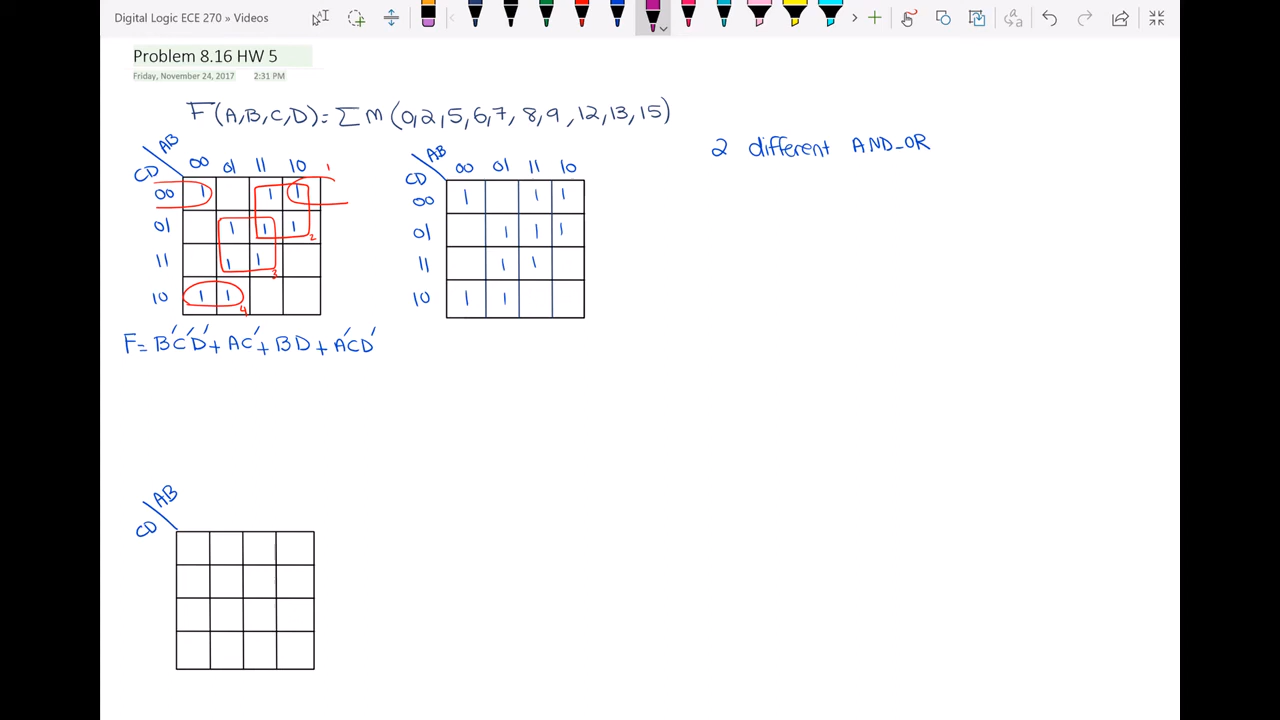 Digital Logic ECE 270 » Videos
Problem 8.16 HW 5
Friday, November 24, 2017 2:31 PM
F(A,B,C,D)= Σ m (0,2,5,6,7, 8,9 ,12,13,15)
2 different AND-OR
AB
CD 00 01 11 10 1
00 1 1 1
01 1 1 1 2
11 1 1 3
10 1 1 4
F= B'C'D' + AC' + BD + A'CD'
AB
CD 00 01 11 10
00 1 1 1
01 1 1 1
11 1 1
10 1 1
AB
CD